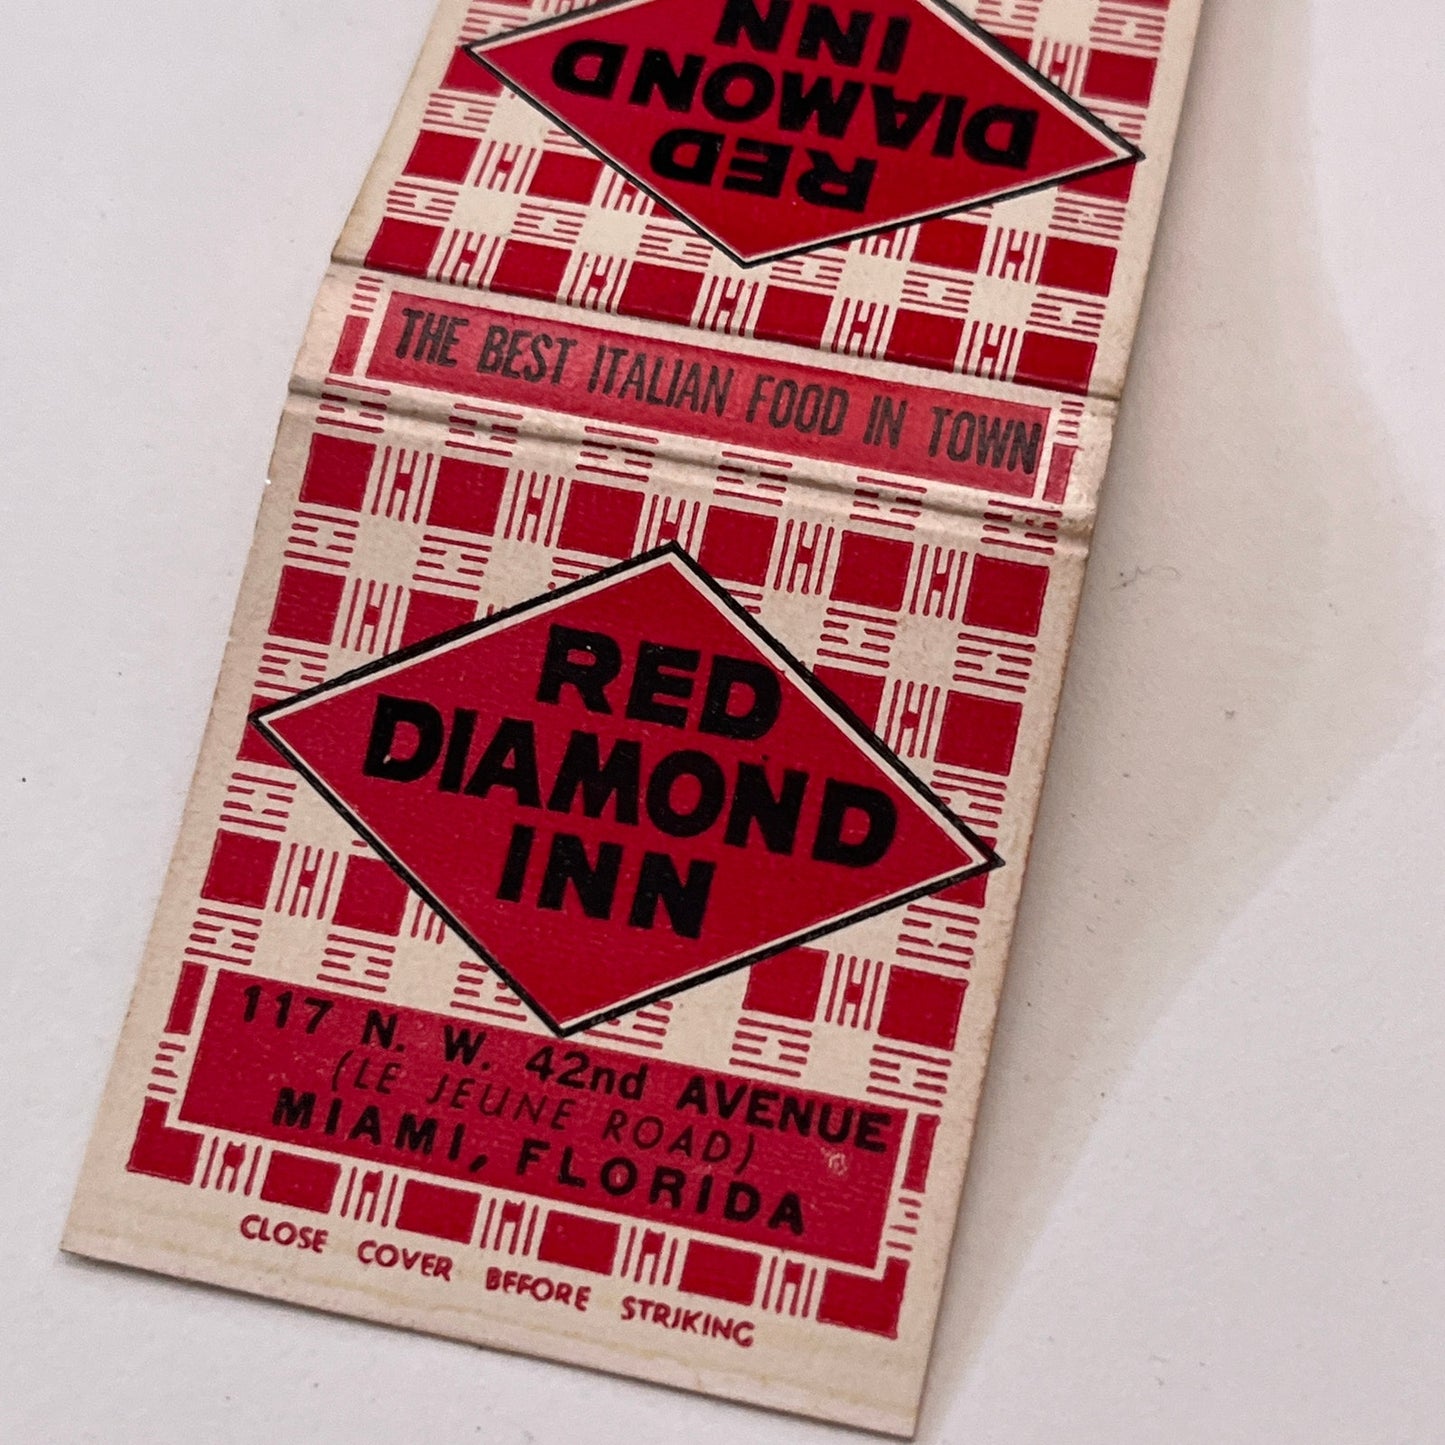 RED
DIAMOND
INN
THE BEST ITALIAN FOOD IN TOWN
RED
DIAMOND
INN
117 N. W. 42nd AVENUE
(LE JEUNE ROAD)
MIAMI, FLORIDA
CLOSE COVER BEFORE STRIKING